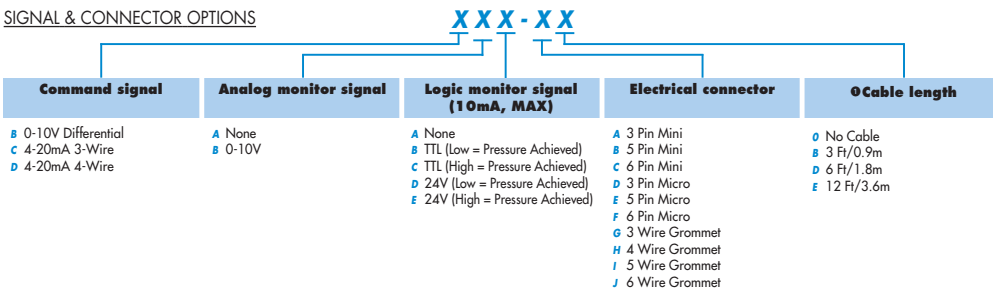 SIGNAL & CONNECTOR OPTIONS
X X X - X X
Command signal
B 0-10V Differential
C 4-20mA 3-Wire
D 4-20mA 4-Wire
Analog monitor signal
A None
B 0-10V
Logic monitor signal
(10mA, MAX)
A None
B TTL (Low = Pressure Achieved)
C TTL (High = Pressure Achieved)
D 24V (Low = Pressure Achieved)
E 24V (High = Pressure Achieved)
Electrical connector
A 3 Pin Mini
B 5 Pin Mini
C 6 Pin Mini
D 3 Pin Micro
E 5 Pin Micro
F 6 Pin Micro
G 3 Wire Grommet
H 4 Wire Grommet
I 5 Wire Grommet
J 6 Wire Grommet
❶Cable length
0 No Cable
B 3 Ft/0.9m
D 6 Ft/1.8m
E 12 Ft/3.6m